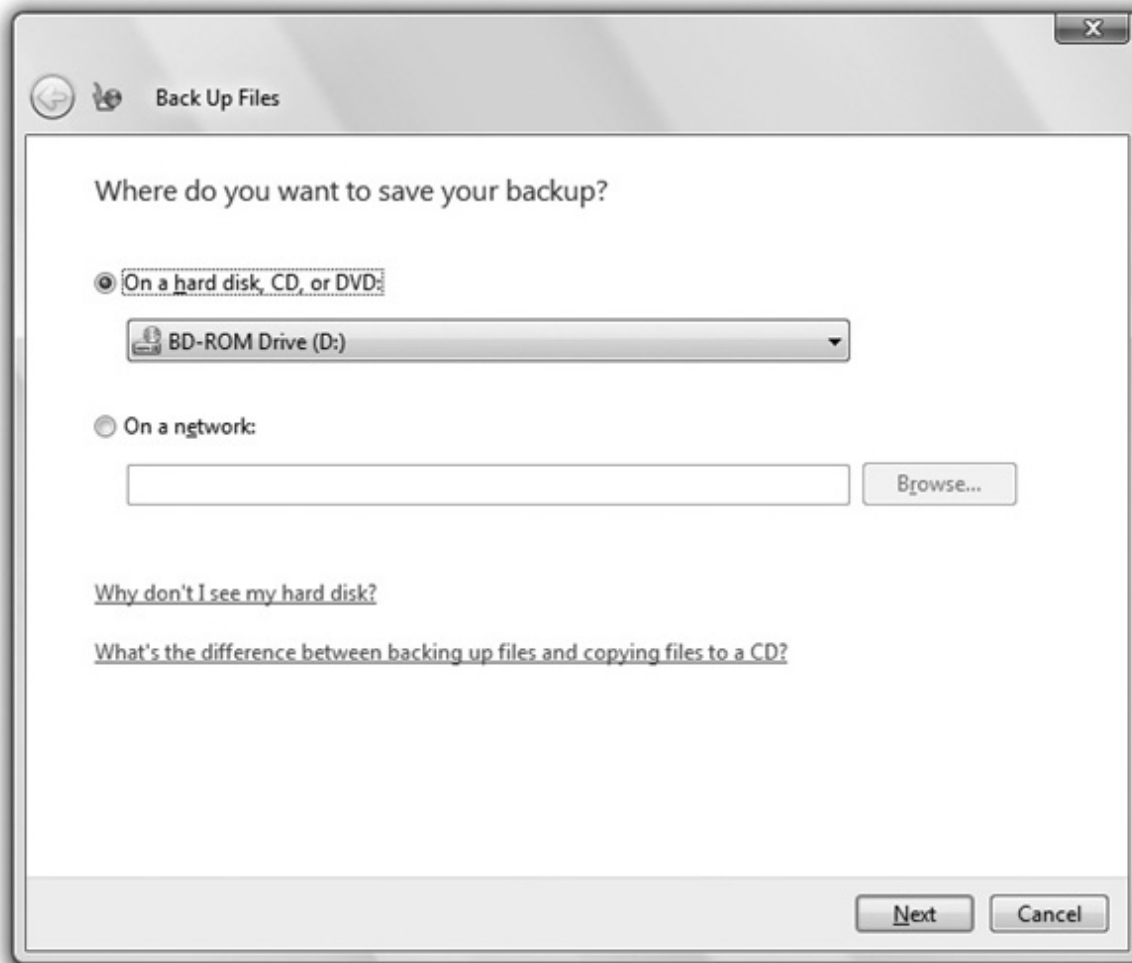 X
Back Up Files
Where do you want to save your backup?
On a hard disk, CD, or DVD:
BD-ROM Drive (D:)
On a network:
Browse...
Why don't I see my hard disk?
What's the difference between backing up files and copying files to a CD?
Next Cancel